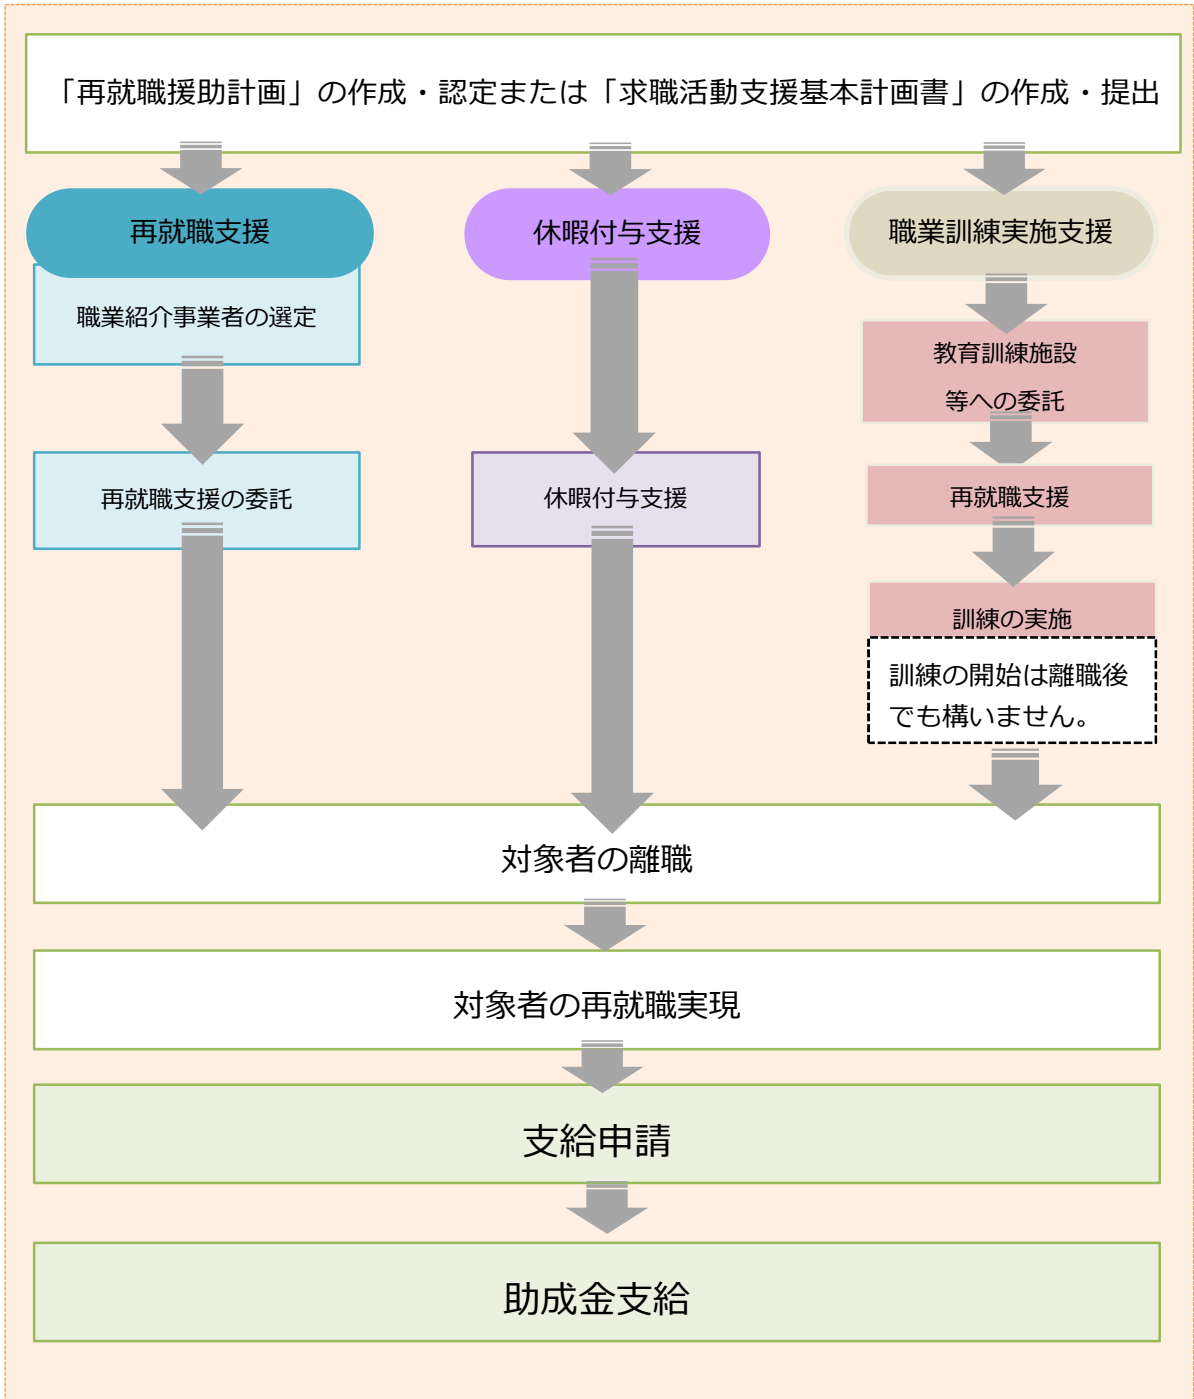 「再就職援助計画」の作成・認定または「求職活動支援基本計画書」の作成・提出
再就職支援
休暇付与支援
職業訓練実施支援
職業紹介事業者の選定
教育訓練施設
等への委託
再就職支援の委託
休暇付与支援
再就職支援
訓練の実施
訓練の開始は離職後
でも構いません。
対象者の離職
対象者の再就職実現
支給申請
助成金支給